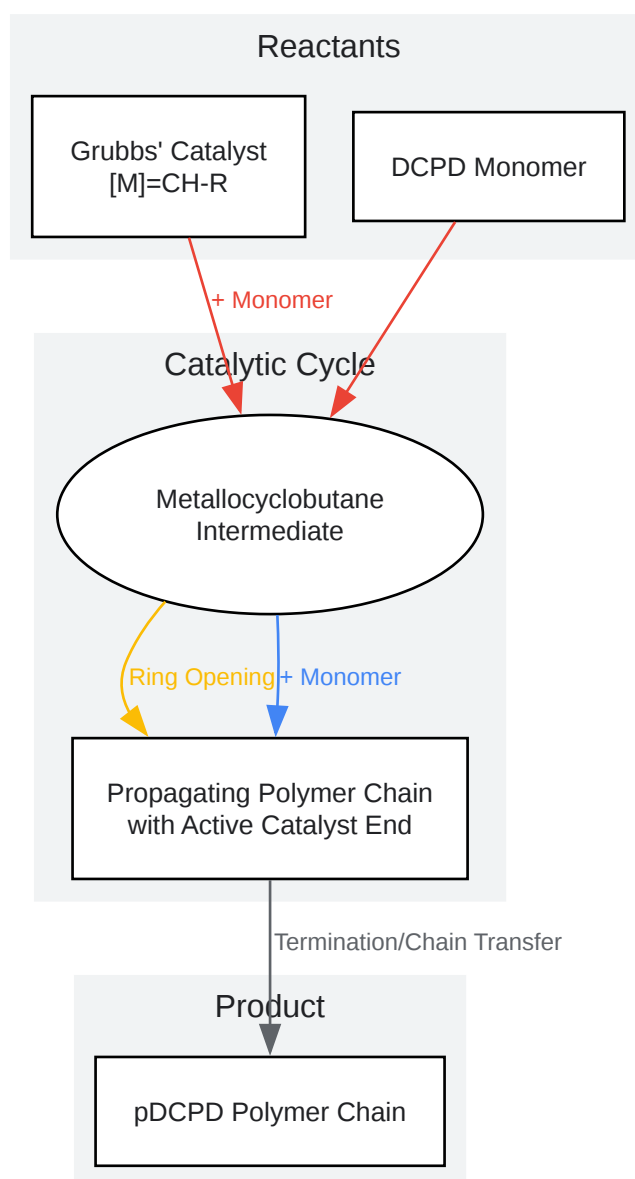 Reactants
Grubbs' Catalyst
[M]=CH-R
DCPD Monomer
+ Monomer
Catalytic Cycle
Metallocyclobutane
Intermediate
Ring Opening
+ Monomer
Propagating Polymer Chain
with Active Catalyst End
Termination/Chain Transfer
Product
pDCPD Polymer Chain